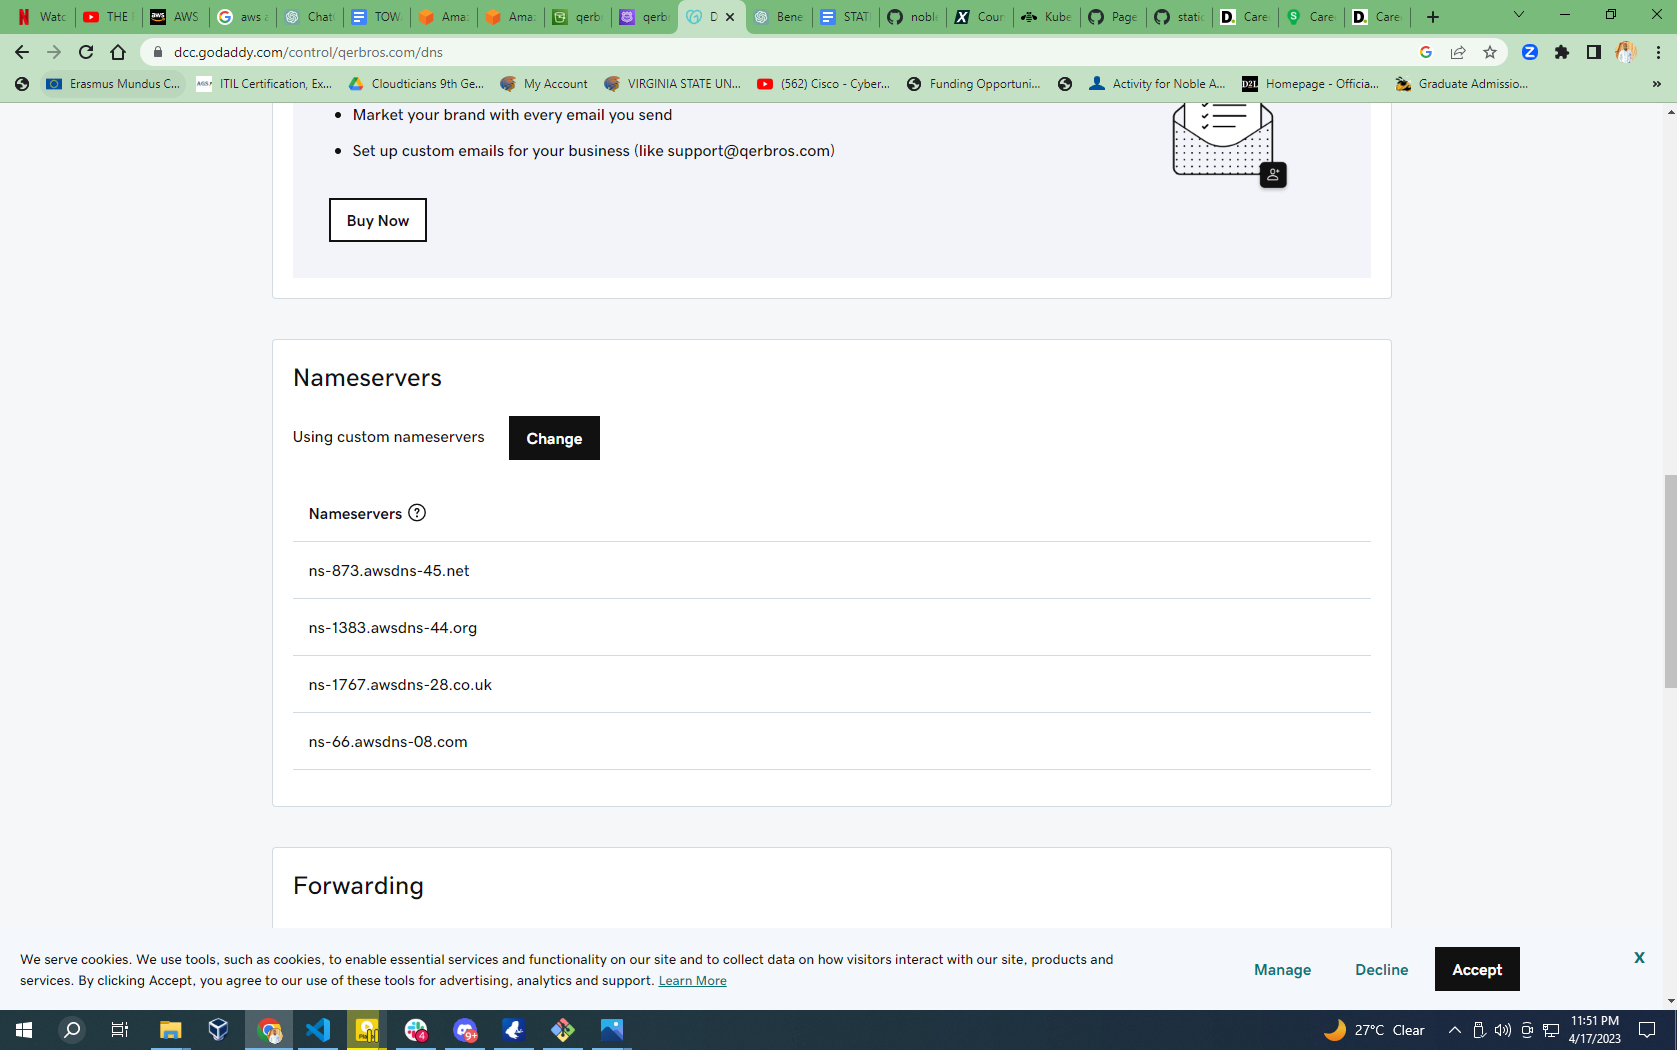 Watc
THE
AWS
aws a
Chat
TOW
Ama
Ama
qerb
qerb
D
Bene
STAT
noble
Cour
Kube
Page
static
Care
Care
Care
dcc.godaddy.com/control/qerbros.com/dns
Erasmus Mundus C...
ITIL Certification, Ex...
Cloudticians 9th Ge...
My Account
VIRGINIA STATE UN...
(562) Cisco - Cyber...
Funding Opportuni...
Activity for Noble A...
Homepage - Officia...
Graduate Admissio...
Market your brand with every email you send
Set up custom emails for your business (like support@qerbros.com)
Buy Now
Nameservers
Using custom nameservers
Change
Nameservers
ns-873.awsdns-45.net
ns-1383.awsdns-44.org
ns-1767.awsdns-28.co.uk
ns-66.awsdns-08.com
Forwarding
We serve cookies. We use tools, such as cookies, to enable essential services and functionality on our site and to collect data on how visitors interact with our site, products and
services. By clicking Accept, you agree to our use of these tools for advertising, analytics and support. Learn More
Manage
Decline
Accept
X
27°C Clear
11:51 PM
4/17/2023